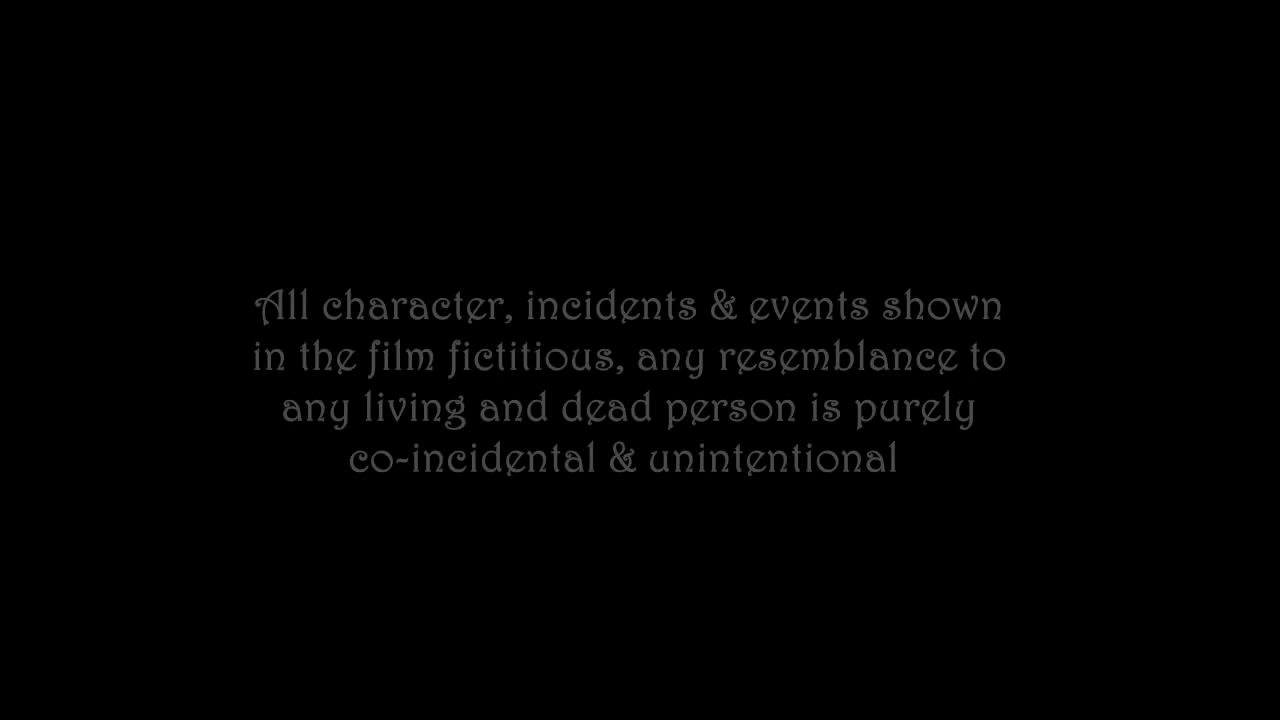 All character, incidents & events shown
in the film fictitious, any resemblance to
any living and dead person is purely
co-incidental & unintentional